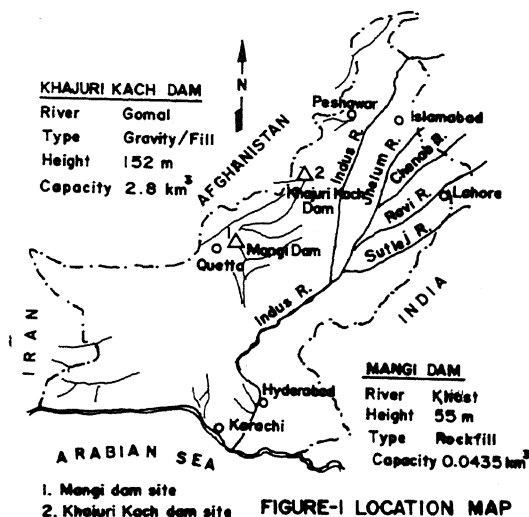 KHAJURI KACH DAM
River Gomal
Type Gravity/Fill
Height 152 m
Capacity 2.8 km³
N
AFGHANISTAN
Peshawar
Islamabad
Indus R.
Jhelum R.
Chenab R.
2
Khajuri Kach
Dam
Lahore
Ravi R.
Sutlej R.
1
Mangi Dam
Quetta
Indus R.
INDIA
IRAN
MANGI DAM
River Khost
Height 55 m
Type Rockfill
Capacity 0.0435 km³
Hyderabad
Karachi
ARABIAN SEA
1. Mangi dam site
2. Khajuri Kach dam site
FIGURE-1 LOCATION MAP